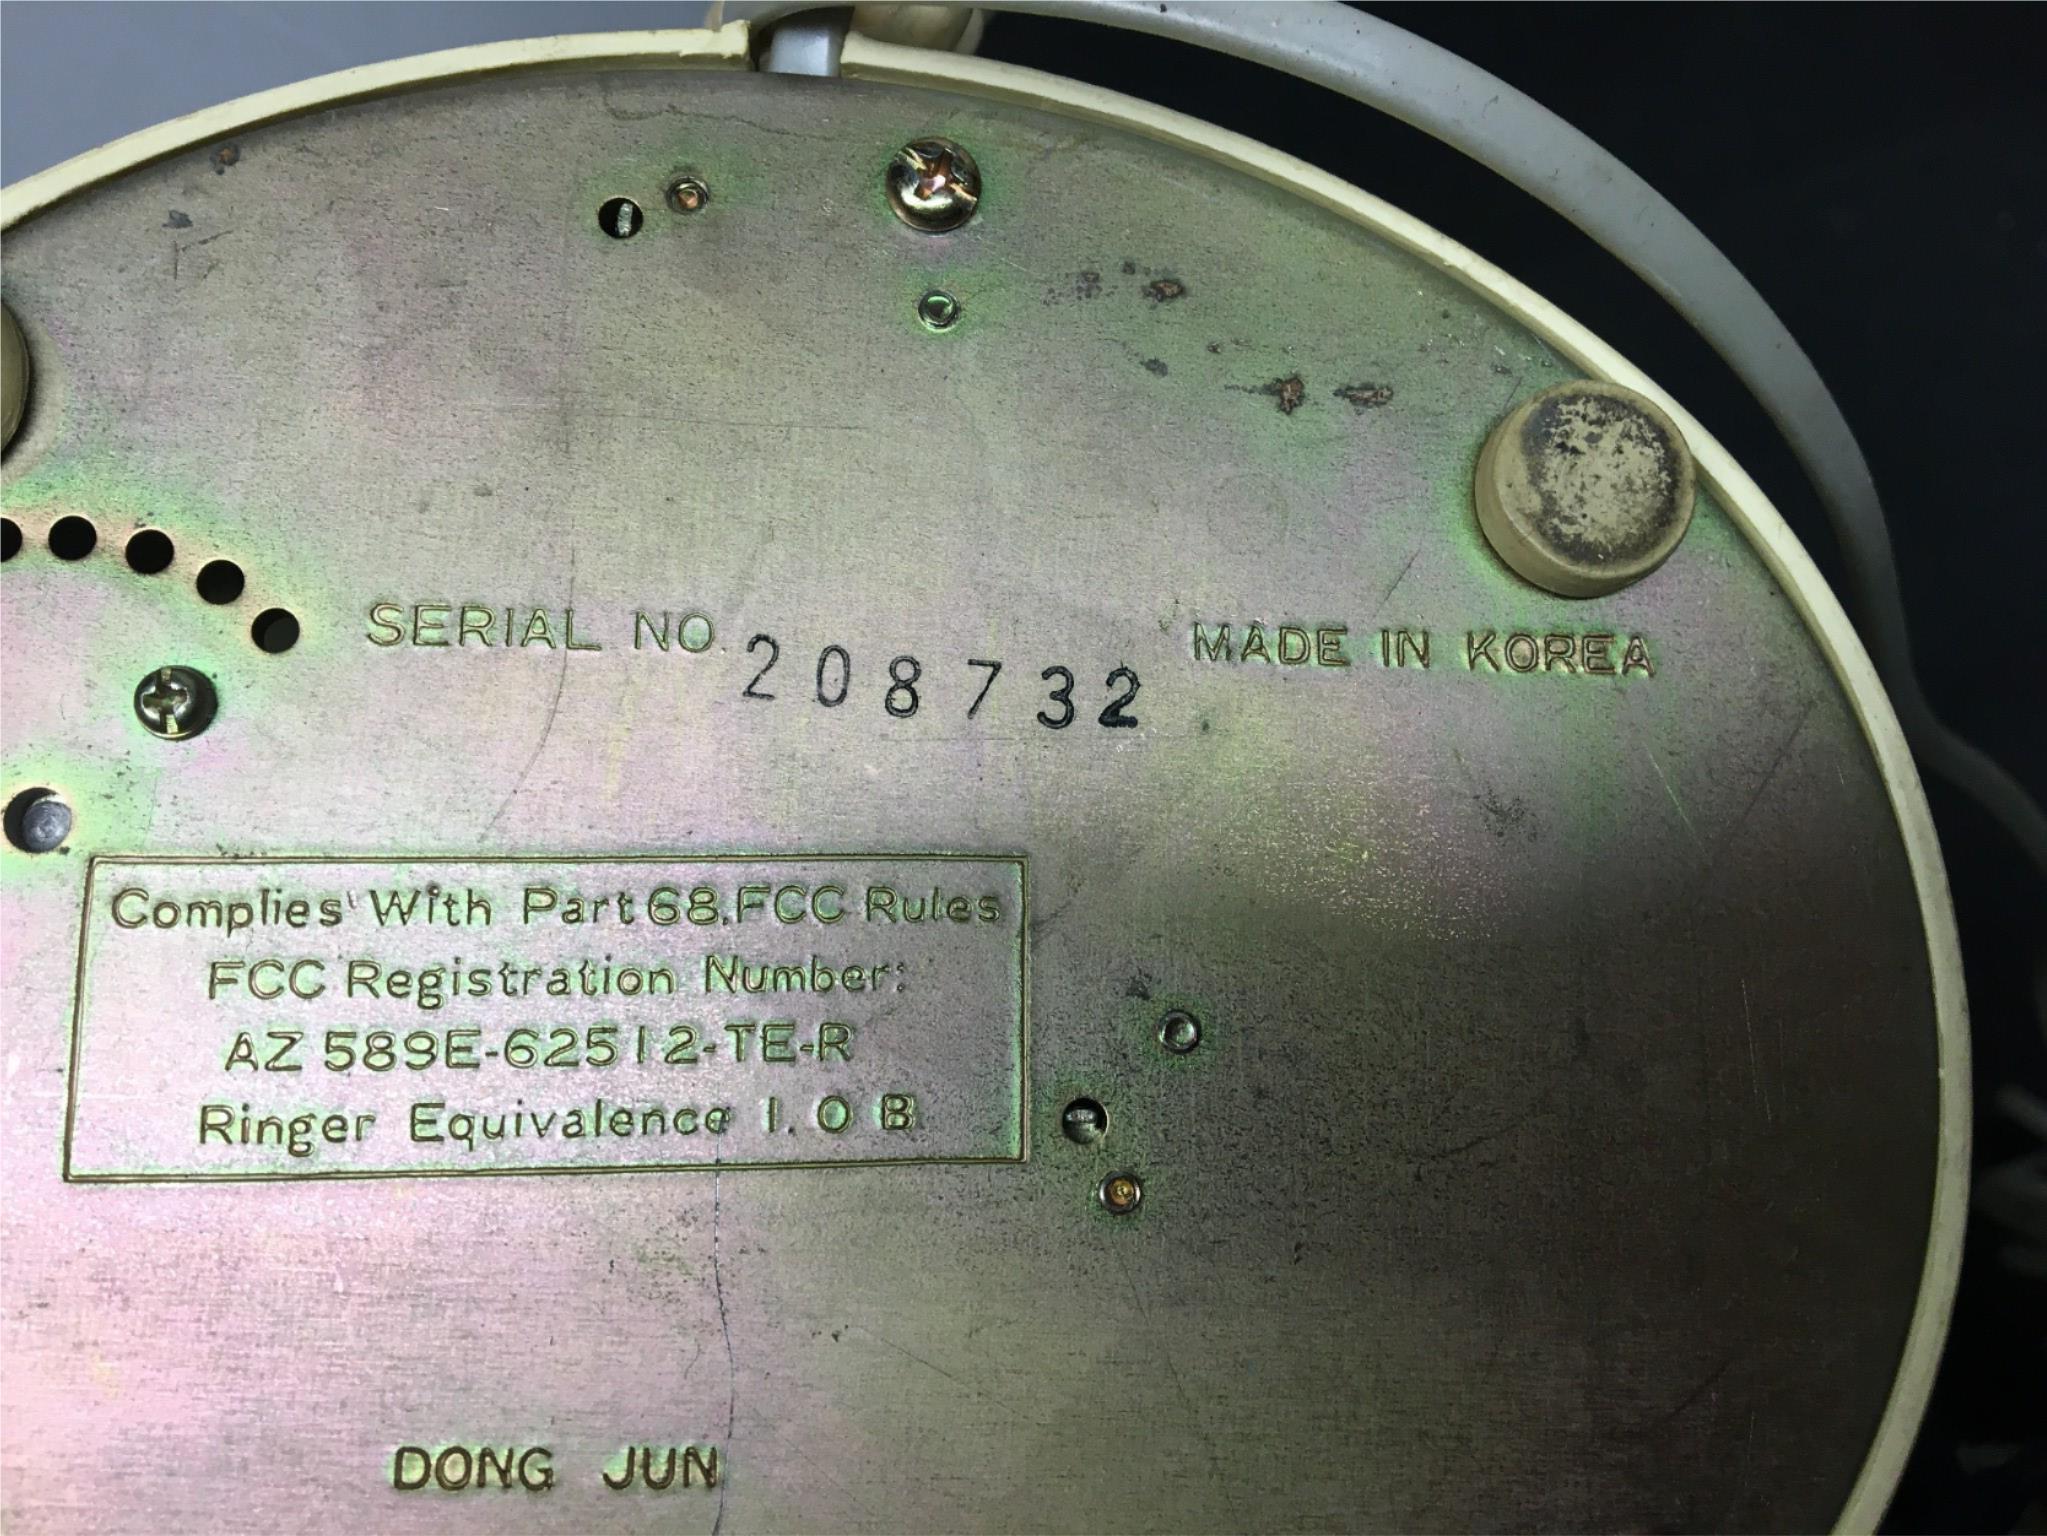 SERIAL NO. 208732 MADE IN KOREA
Complies With Part 68, FCC Rules
FCC Registration Number:
AZ 589E-62512-TE-R
Ringer Equivalence 1.0 B
DONG JUN